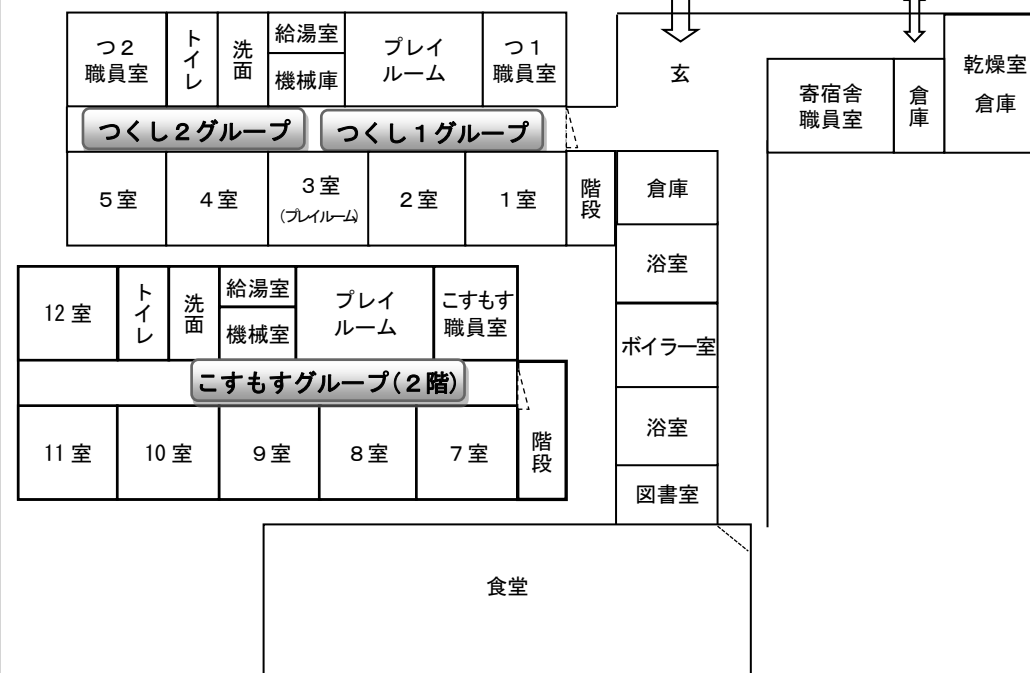 つ２
職員室
トイレ
洗面
給湯室
機械庫
プレイ
ルーム
つ１
職員室
玄
寄宿舎
職員室
倉庫
乾燥室
倉庫
つくし２グループ
つくし１グループ
５室
４室
３室
(プレイルーム)
２室
１室
階段
倉庫
浴室
ボイラー室
浴室
図書室
12室
トイレ
洗面
給湯室
機械室
プレイ
ルーム
こすもす
職員室
こすもすグループ(２階)
11室
10室
９室
８室
７室
階段
食堂